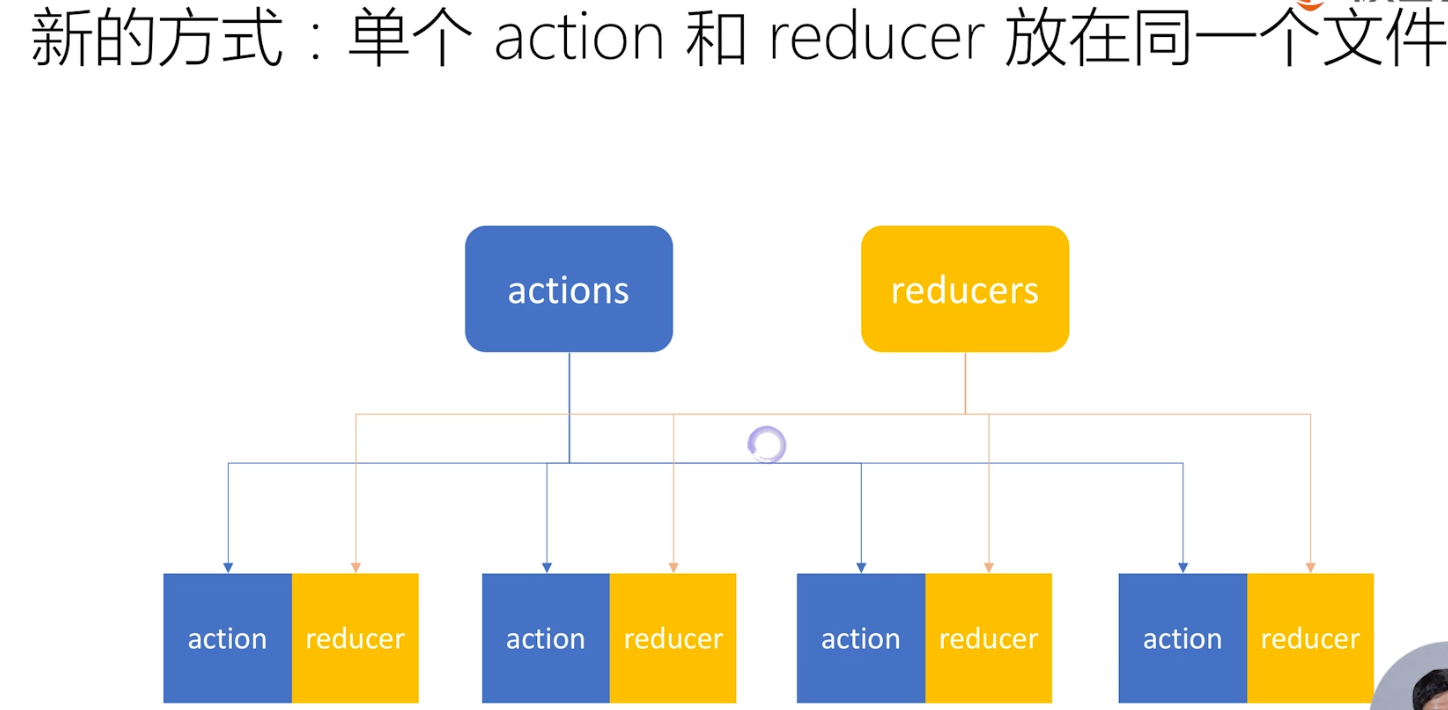 新的方式：单个 action 和 reducer 放在同一个文件
actions
reducers
action reducer action reducer action reducer action reducer